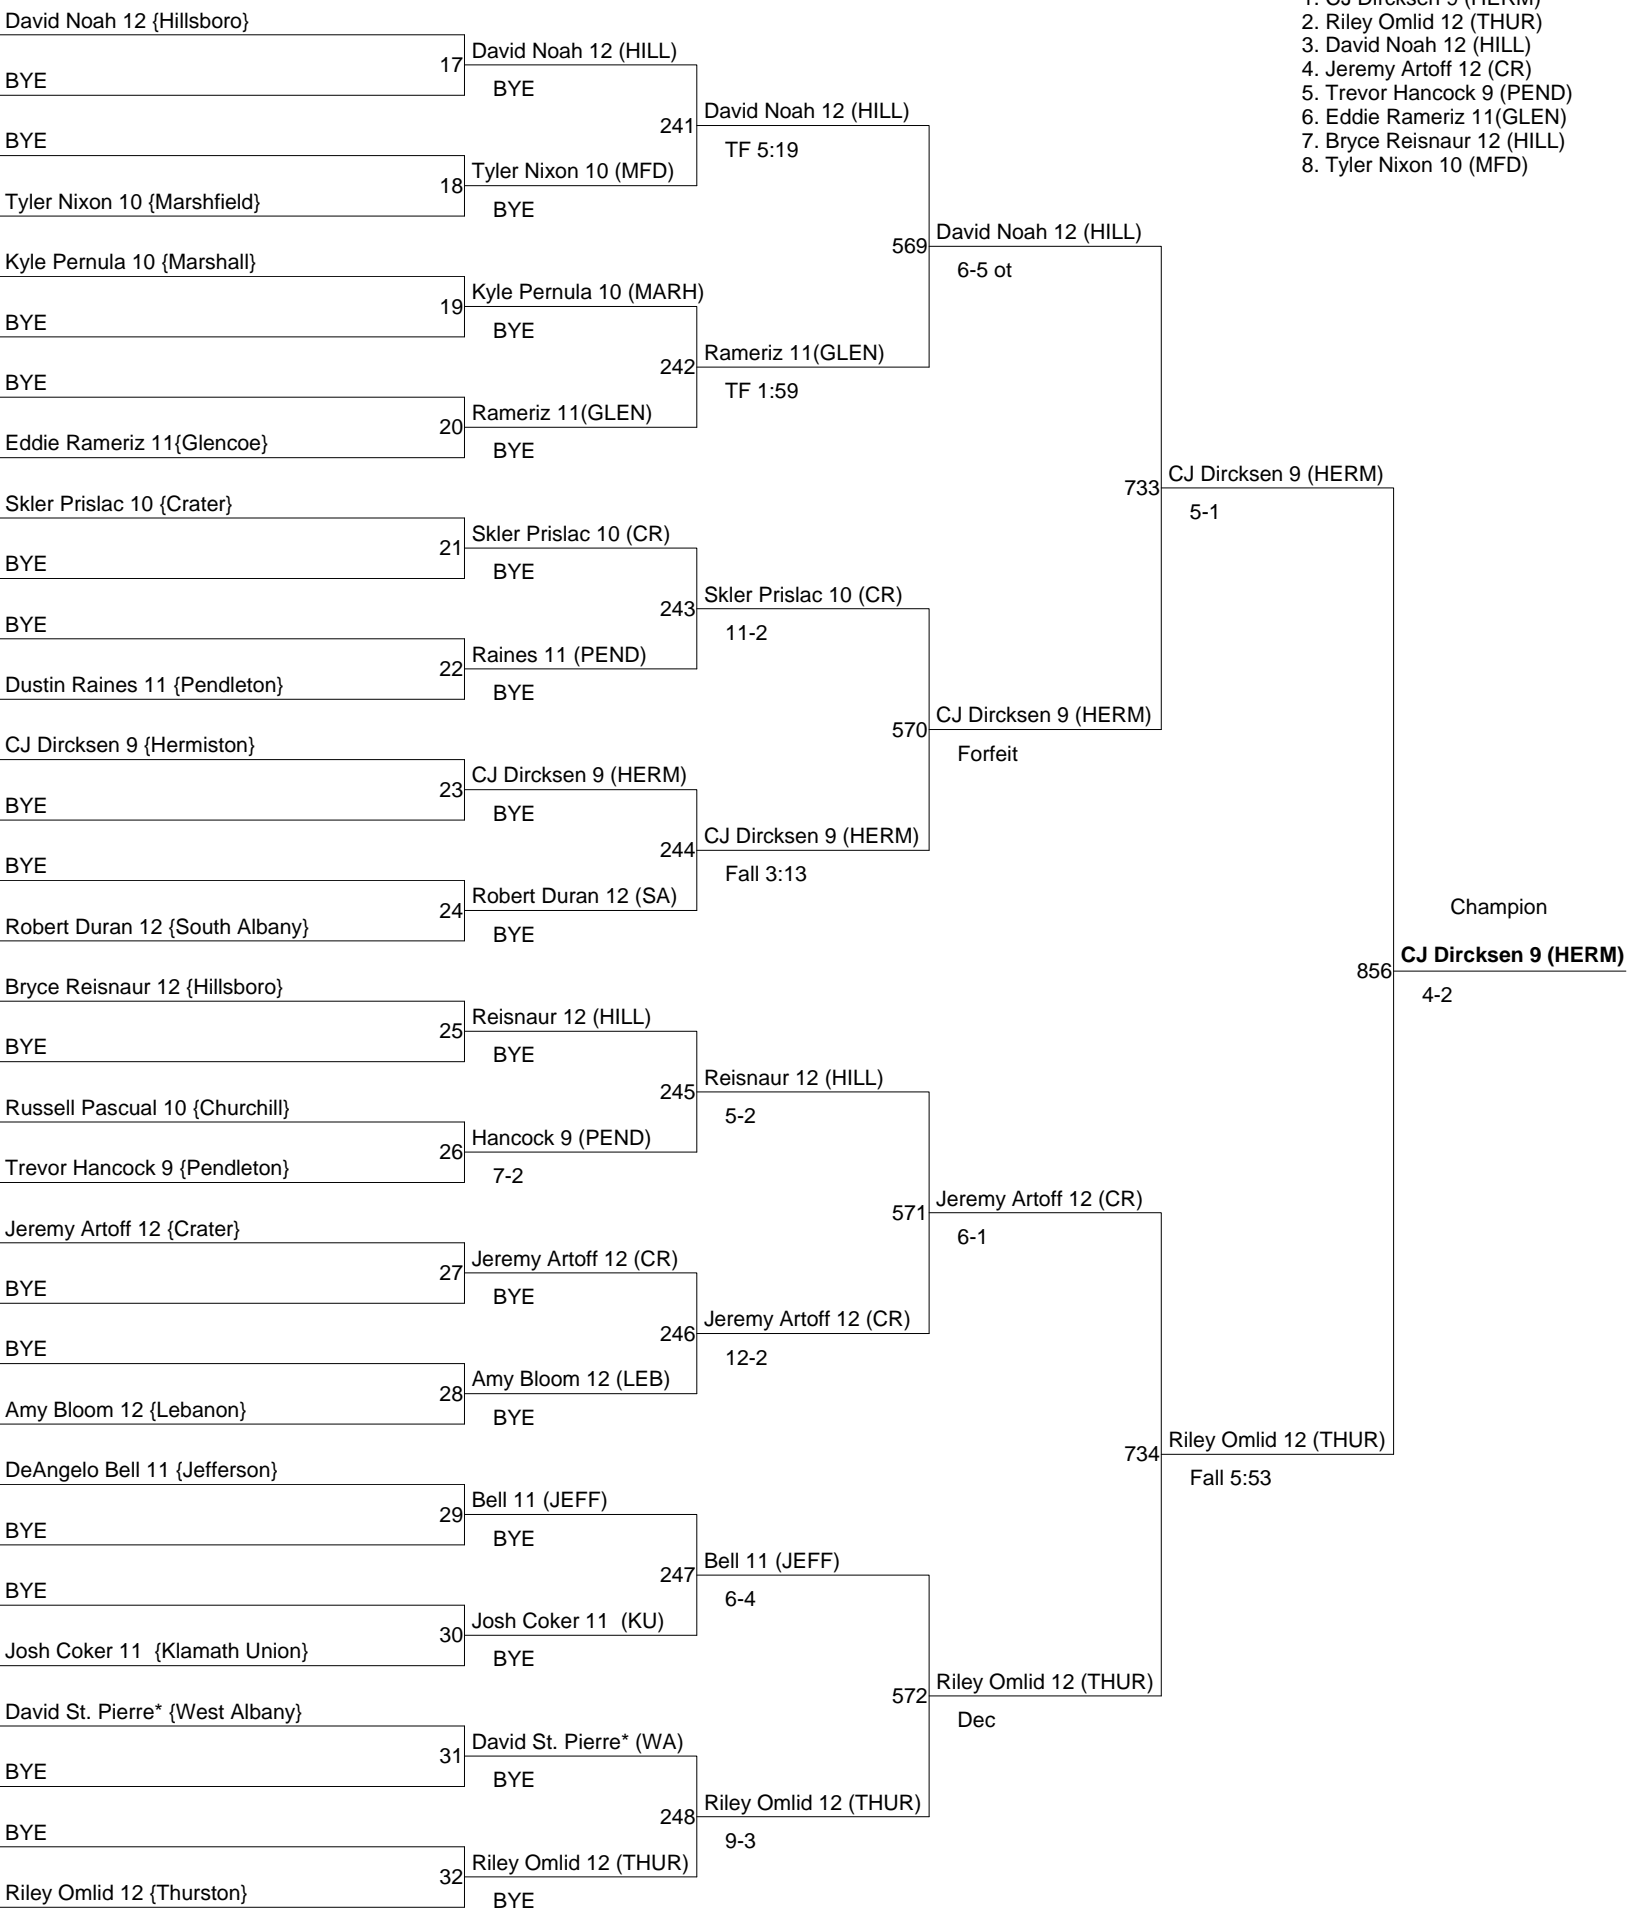 1. CJ Dircksen 9 (HERM)
2. Riley Omlid 12 (THUR)
3. David Noah 12 (HILL)
4. Jeremy Artoff 12 (CR)
5. Trevor Hancock 9 (PEND)
6. Eddie Rameriz 11(GLEN)
7. Bryce Reisnaur 12 (HILL)
8. Tyler Nixon 10 (MFD)
David Noah 12 {Hillsboro}
BYE
BYE
Tyler Nixon 10 {Marshfield}
Kyle Pernula 10 {Marshall}
BYE
BYE
Eddie Rameriz 11{Glencoe}
Skler Prislac 10 {Crater}
BYE
BYE
Dustin Raines 11 {Pendleton}
CJ Dircksen 9 {Hermiston}
BYE
BYE
Robert Duran 12 {South Albany}
Bryce Reisnaur 12 {Hillsboro}
BYE
Russell Pascual 10 {Churchill}
Trevor Hancock 9 {Pendleton}
Jeremy Artoff 12 {Crater}
BYE
BYE
Amy Bloom 12 {Lebanon}
DeAngelo Bell 11 {Jefferson}
BYE
BYE
Josh Coker 11  {Klamath Union}
David St. Pierre* {West Albany}
BYE
BYE
Riley Omlid 12 {Thurston}
17 David Noah 12 (HILL)
BYE
18 Tyler Nixon 10 (MFD)
BYE
19 Kyle Pernula 10 (MARH)
BYE
20 Rameriz 11(GLEN)
BYE
21 Skler Prislac 10 (CR)
BYE
22 Raines 11 (PEND)
BYE
23 CJ Dircksen 9 (HERM)
BYE
24 Robert Duran 12 (SA)
BYE
25 Reisnaur 12 (HILL)
BYE
26 Hancock 9 (PEND)
7-2
27 Jeremy Artoff 12 (CR)
BYE
28 Amy Bloom 12 (LEB)
BYE
29 Bell 11 (JEFF)
BYE
30 Josh Coker 11  (KU)
BYE
31 David St. Pierre* (WA)
BYE
32 Riley Omlid 12 (THUR)
BYE
241 David Noah 12 (HILL)
TF 5:19
242 Rameriz 11(GLEN)
TF 1:59
243 Skler Prislac 10 (CR)
11-2
244 CJ Dircksen 9 (HERM)
Fall 3:13
245 Reisnaur 12 (HILL)
5-2
246 Jeremy Artoff 12 (CR)
12-2
247 Bell 11 (JEFF)
6-4
248 Riley Omlid 12 (THUR)
9-3
569 David Noah 12 (HILL)
6-5 ot
570 CJ Dircksen 9 (HERM)
Forfeit
571 Jeremy Artoff 12 (CR)
6-1
572 Riley Omlid 12 (THUR)
Dec
733 CJ Dircksen 9 (HERM)
5-1
734 Riley Omlid 12 (THUR)
Fall 5:53
Champion
856 CJ Dircksen 9 (HERM)
4-2